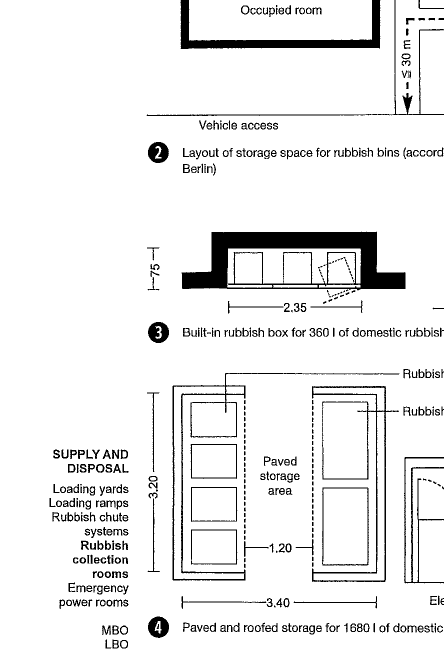 Occupied room
≤ 30 m
Vehicle access
2 Layout of storage space for rubbish bins (accord
Berlin)
75
2.35
3 Built-in rubbish box for 360 l of domestic rubbish
Rubbish
Rubbish
SUPPLY AND
DISPOSAL
Loading yards
Loading ramps
Rubbish chute
systems
Rubbish
collection
rooms
Emergency
power rooms
MBO
LBO
3.20
Paved
storage
area
1.20
3.40
Ele
4 Paved and roofed storage for 1680 l of domestic